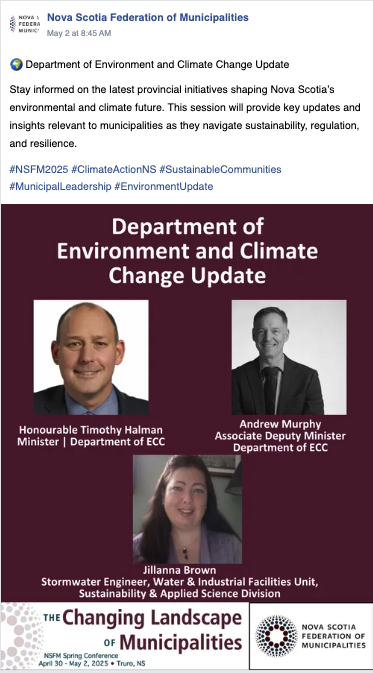 NOVA S
FEDERA
MUNIC
Nova Scotia Federation of Municipalities
May 2 at 8:45 AM
🌍 Department of Environment and Climate Change Update
Stay informed on the latest provincial initiatives shaping Nova Scotia's
environmental and climate future. This session will provide key updates and
insights relevant to municipalities as they navigate sustainability, regulation,
and resilience.
#NSFM2025 #ClimateActionNS #SustainableCommunities
#MunicipalLeadership #EnvironmentUpdate
Department of
Environment and Climate
Change Update
Honourable Timothy Halman
Minister | Department of ECC
Andrew Murphy
Associate Deputy Minister
Department of ECC
Jillanna Brown
Stormwater Engineer, Water & Industrial Facilities Unit,
Sustainability & Applied Science Division
THE Changing Landscape
OF Municipalities
NSFM Spring Conference
April 30 - May 2, 2025 • Truro, NS
NOVA SCOTIA
FEDERATION OF
MUNICIPALITIES